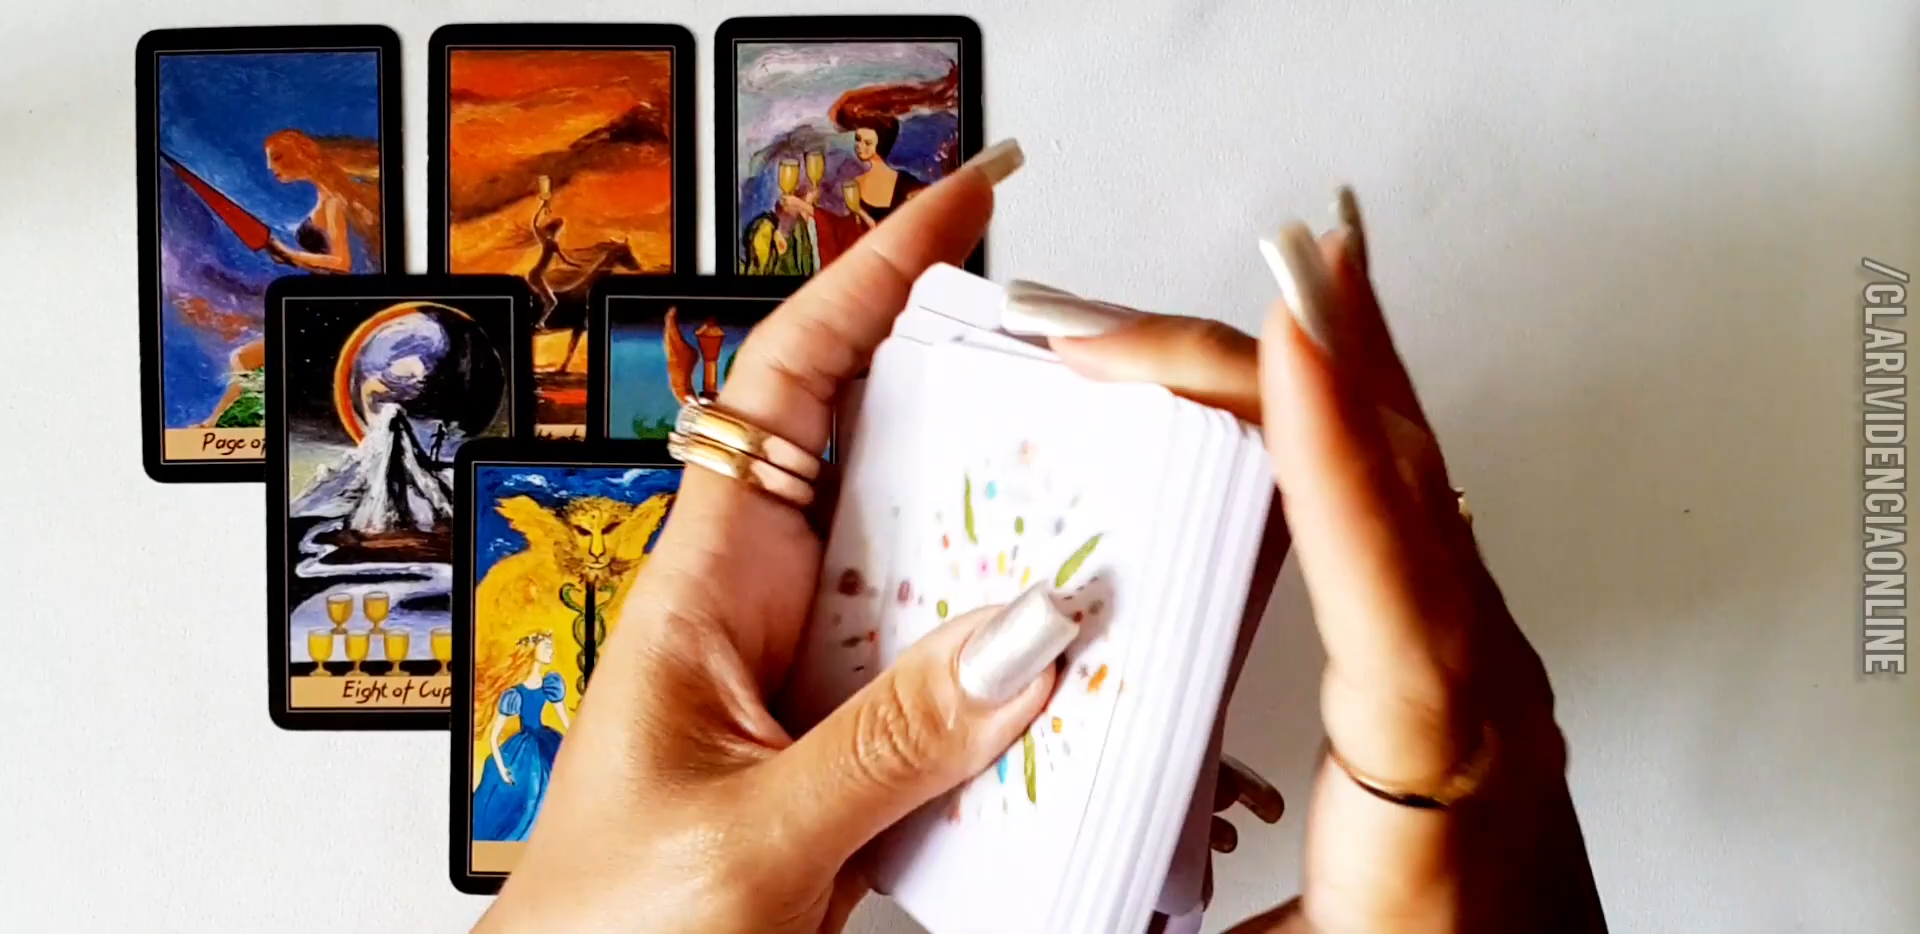 Page of
Eight of Cup
/CLARIVIDENCIAONLINE